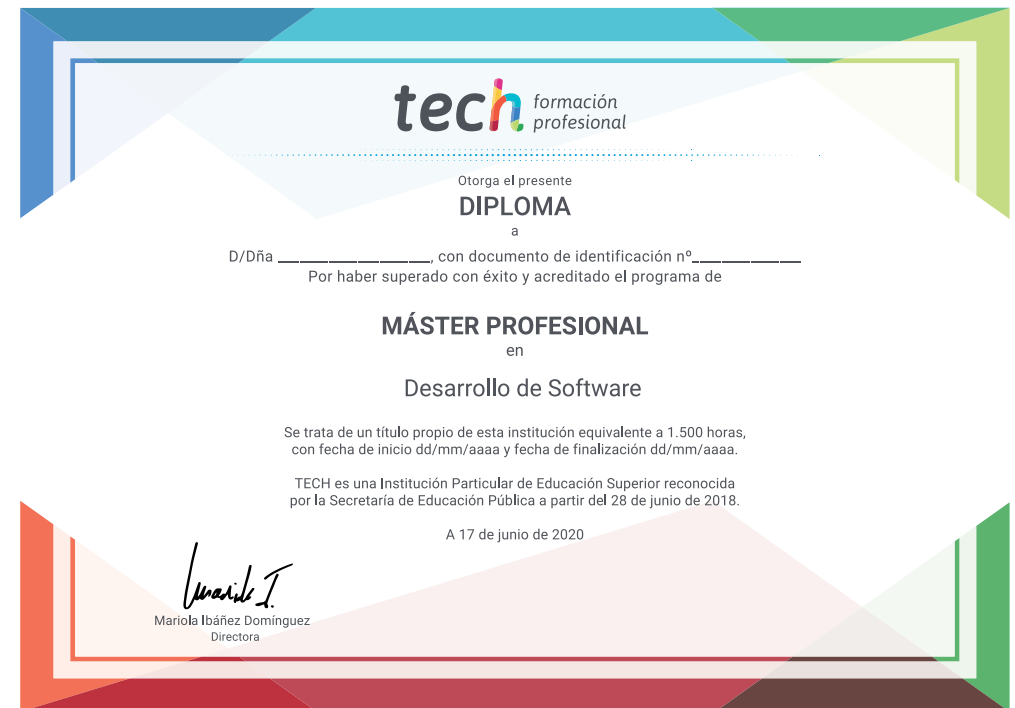 tech formación
profesional
Otorga el presente
DIPLOMA
a
D/Dña ____________________, con documento de identificación nº______________
Por haber superado con éxito y acreditado el programa de
MÁSTER PROFESIONAL
en
Desarrollo de Software
Se trata de un título propio de esta institución equivalente a 1.500 horas,
con fecha de inicio dd/mm/aaaa y fecha de finalización dd/mm/aaaa.
TECH es una Institución Particular de Educación Superior reconocida
por la Secretaría de Educación Pública a partir del 28 de junio de 2018.
A 17 de junio de 2020
Mariola Ibáñez Domínguez
Directora